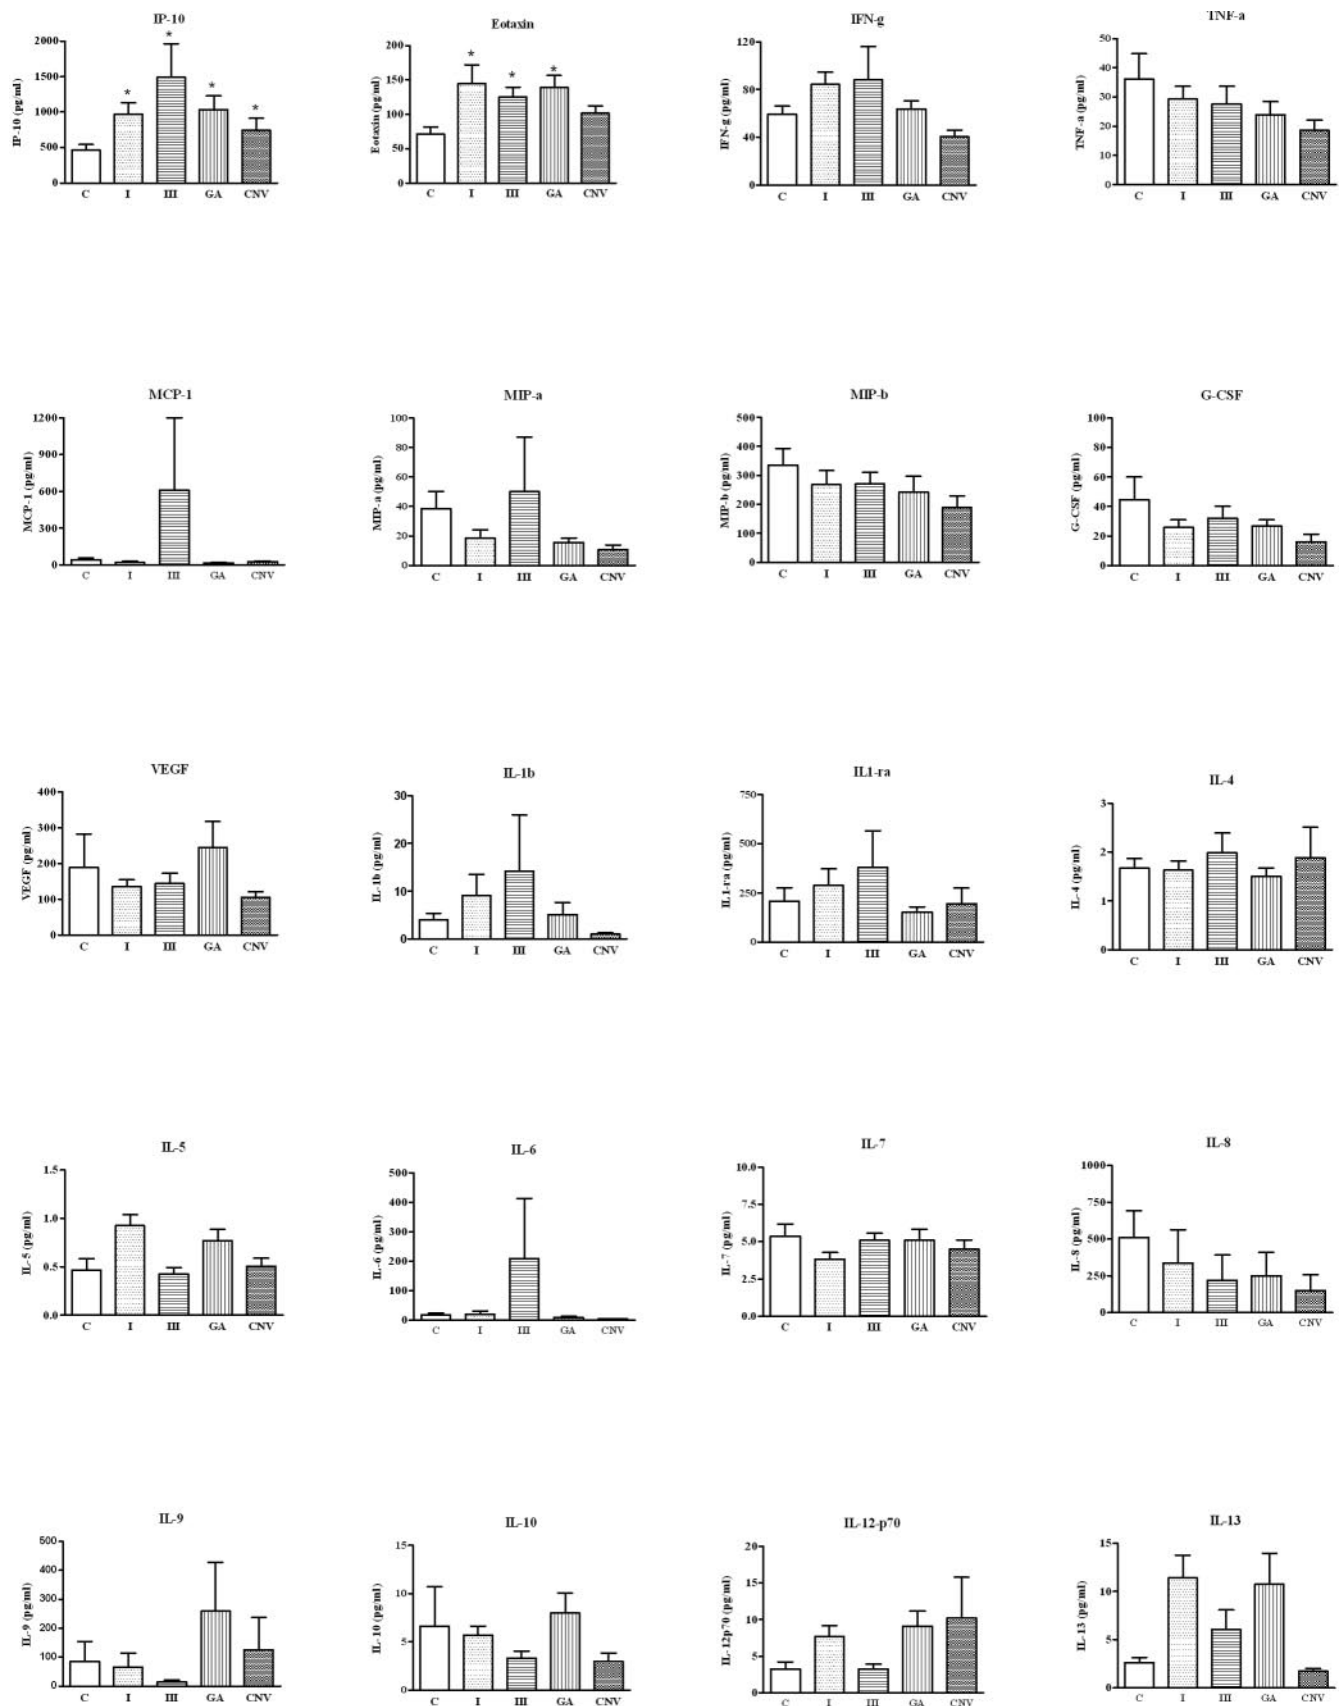 IP-10
2000
1500
1000
500
0
IP-10 (pg/ml)
*
*
*
*
C I III GA CNV
Eotaxin
200
150
100
50
0
Eotaxin (pg/ml)
*
*
*
C I III GA CNV
IFN-g
120
80
40
0
IFN-g (pg/ml)
C I III GA CNV
TNF-a
50
40
30
20
10
0
TNF-a (pg/ml)
C I III GA CNV
MCP-1
1200
900
600
300
0
MCP-1 (pg/ml)
C I III GA CNV
MIP-a
100
80
60
40
20
0
MIP-a (pg/ml)
C I III GA CNV
MIP-b
500
400
300
200
100
0
MIP-b (pg/ml)
C I III GA CNV
G-CSF
100
80
60
40
20
0
G-CSF (pg/ml)
C I III GA CNV
VEGF
400
300
200
100
0
VEGF (pg/ml)
C I III GA CNV
IL-1b
30
20
10
0
IL-1b (pg/ml)
C I III GA CNV
IL1-ra
750
500
250
0
IL1-ra (pg/ml)
C I III GA CNV
IL-4
3
2
1
0
IL-4 (pg/ml)
C I III GA CNV
IL-5
1.5
1.0
0.5
0.0
IL-5 (pg/ml)
C I III GA CNV
IL-6
500
400
300
200
100
0
IL-6 (pg/ml)
C I III GA CNV
IL-7
10.0
7.5
5.0
2.5
0.0
IL-7 (pg/ml)
C I III GA CNV
IL-8
1000
750
500
250
0
IL-8 (pg/ml)
C I III GA CNV
IL-9
500
400
300
200
100
0
IL-9 (pg/ml)
C I III GA CNV
IL-10
15
10
5
0
IL-10 (pg/ml)
C I III GA CNV
IL-12-p70
20
15
10
5
0
IL-12p70 (pg/ml)
C I III GA CNV
IL-13
15
10
5
0
IL-13 (pg/ml)
C I III GA CNV